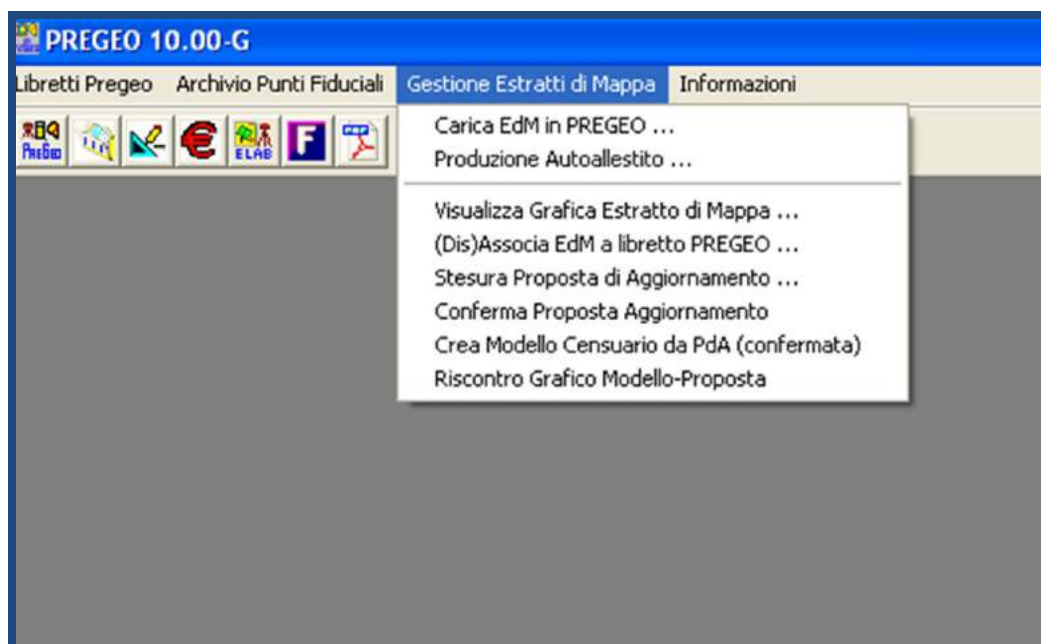 PREGEO 10.00-G
Libretti Pregeo Archivio Punti Fiduciali Gestione Estratti di Mappa Informazioni
PREGEO ELAB F
Carica EdM in PREGEO ...
Produzione Autoallestito ...
Visualizza Grafica Estratto di Mappa ...
(Dis)Associa EdM a libretto PREGEO ...
Stesura Proposta di Aggiornamento ...
Conferma Proposta Aggiornamento
Crea Modello Censuario da PdA (confermata)
Riscontro Grafico Modello-Proposta